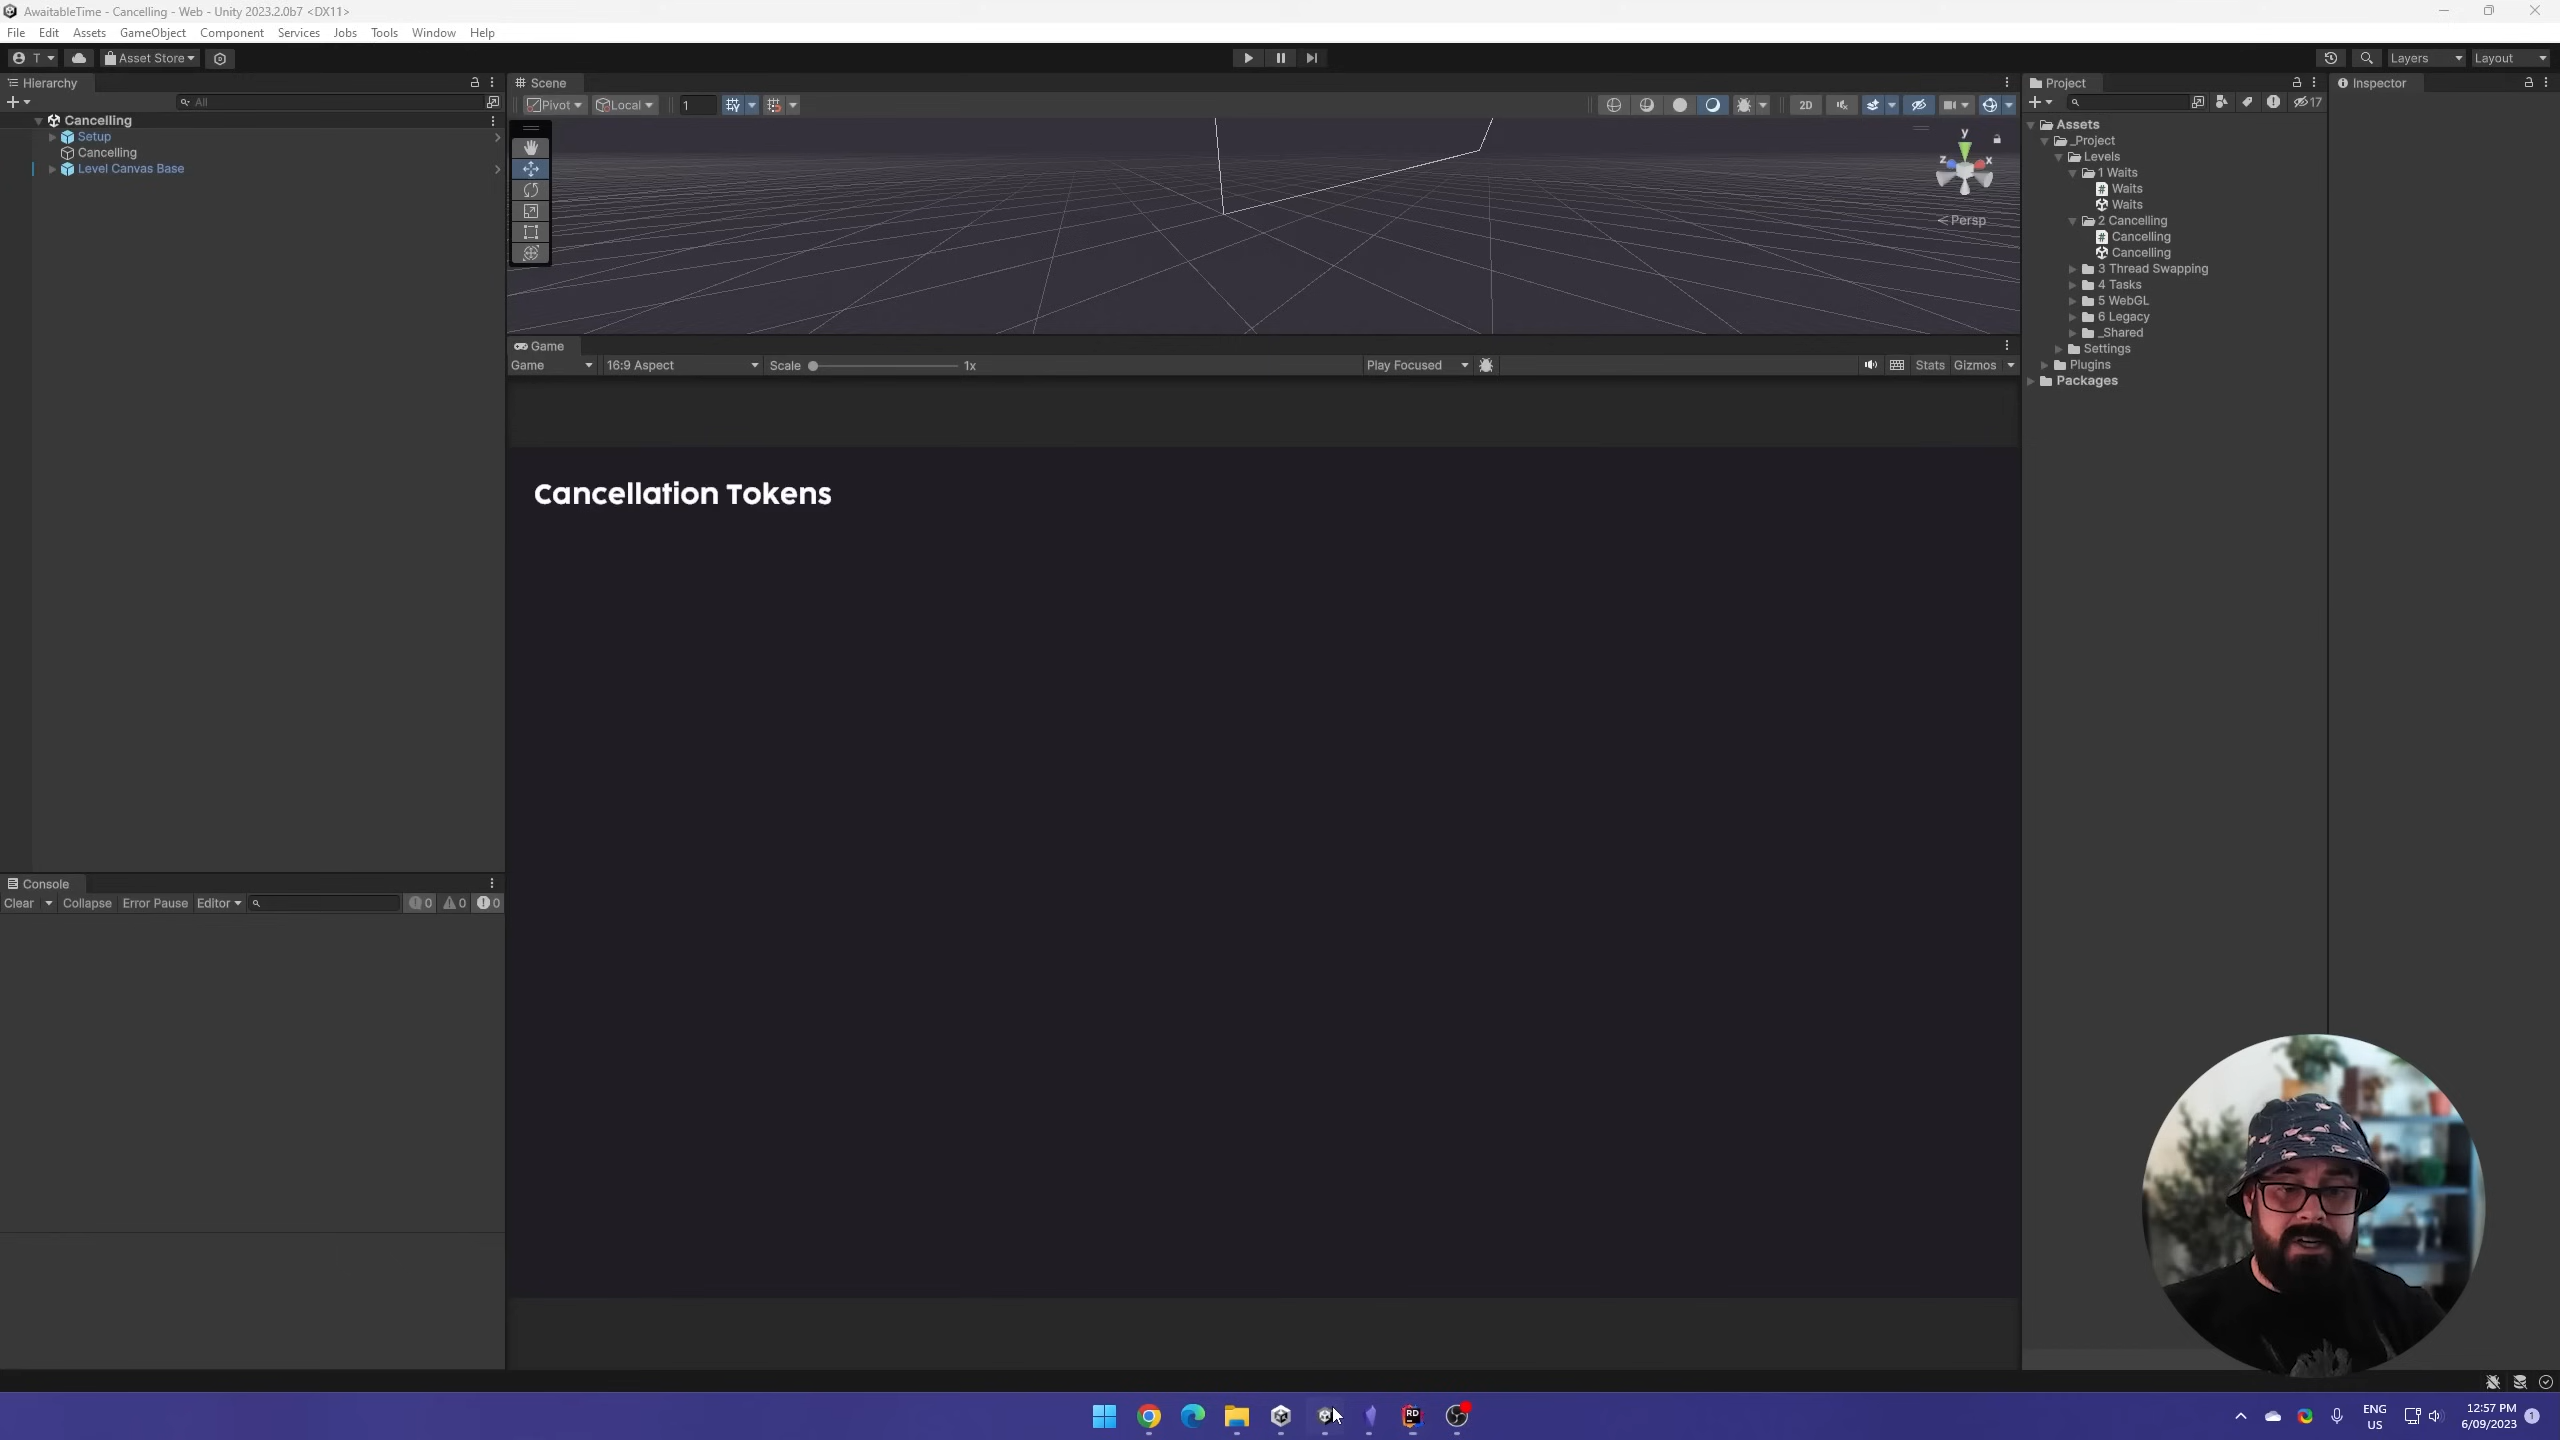 AwaitableTime - Cancelling - Web - Unity 2023.2.0b7 <DX11>
File Edit Assets GameObject Component Services Jobs Tools Window Help
T Asset Store Layers Layout
Hierarchy
All
Cancelling
Setup
Cancelling
Level Canvas Base
Scene
Pivot Local 1 2D
y
z x
Persp
Game
Game 16:9 Aspect Scale 1x Play Focused Stats Gizmos
Cancellation Tokens
Console
Clear Collapse Error Pause Editor 0 0 0
Project
17
Assets
_Project
Levels
1 Waits
Waits
Waits
2 Cancelling
Cancelling
Cancelling
3 Thread Swapping
4 Tasks
5 WebGL
6 Legacy
_Shared
Settings
Plugins
Packages
Inspector
RD
ENG
US
12:57 PM
6/09/2023
1